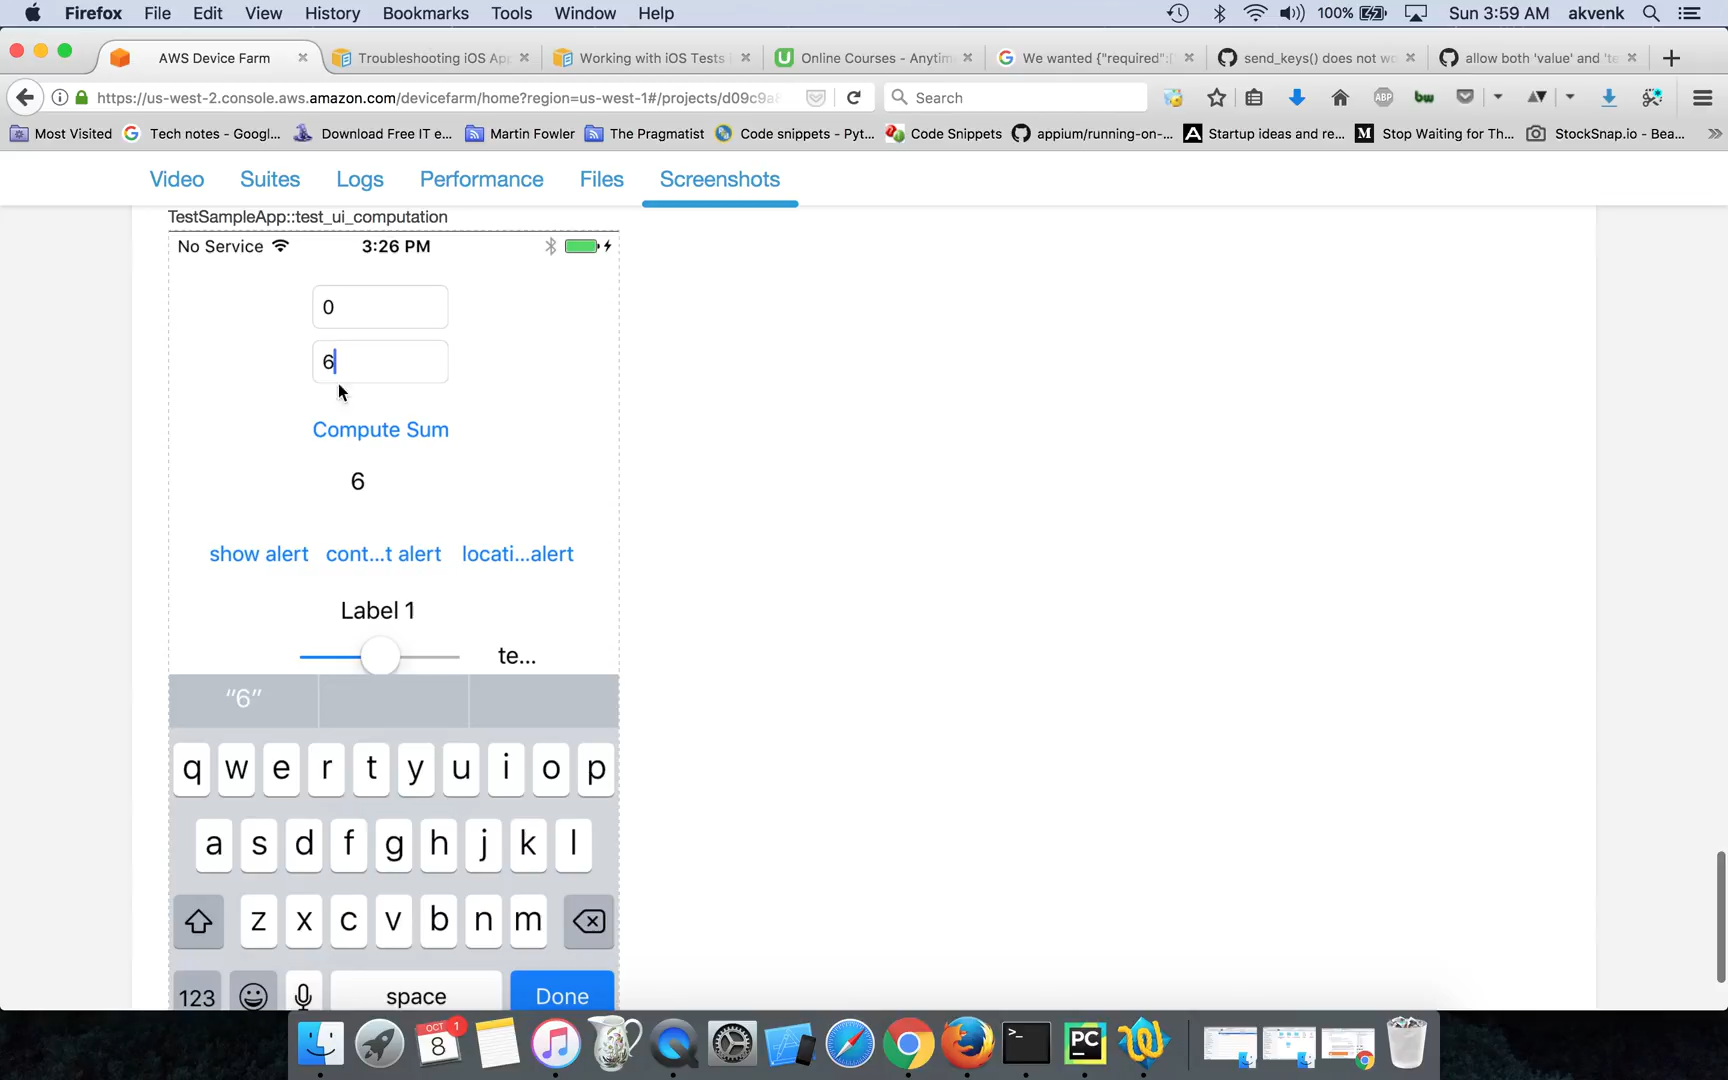 Firefox File Edit View History Bookmarks Tools Window Help 100% Sun 3:59 AM akvenk
AWS Device Farm Troubleshooting iOS App Working with iOS Tests Online Courses - Anytim We wanted {"required": send_keys() does not wo allow both 'value' and 'te
https://us-west-2.console.aws.amazon.com/devicefarm/home?region=us-west-1#/projects/d09c9a8 Search ABP bw
Most Visited Tech notes - Googl... Download Free IT e... Martin Fowler The Pragmatist Code snippets - Pyt... Code Snippets appium/running-on-... A Startup ideas and re... M Stop Waiting for Th... StockSnap.io - Bea...
Video Suites Logs Performance Files Screenshots
TestSampleApp::test_ui_computation
No Service 3:26 PM
0
6
Compute Sum
6
show alert cont...t alert locati...alert
Label 1
te...
"6"
q w e r t y u i o p
a s d f g h j k l
z x c v b n m
123 space Done
OCT 1
8
PC